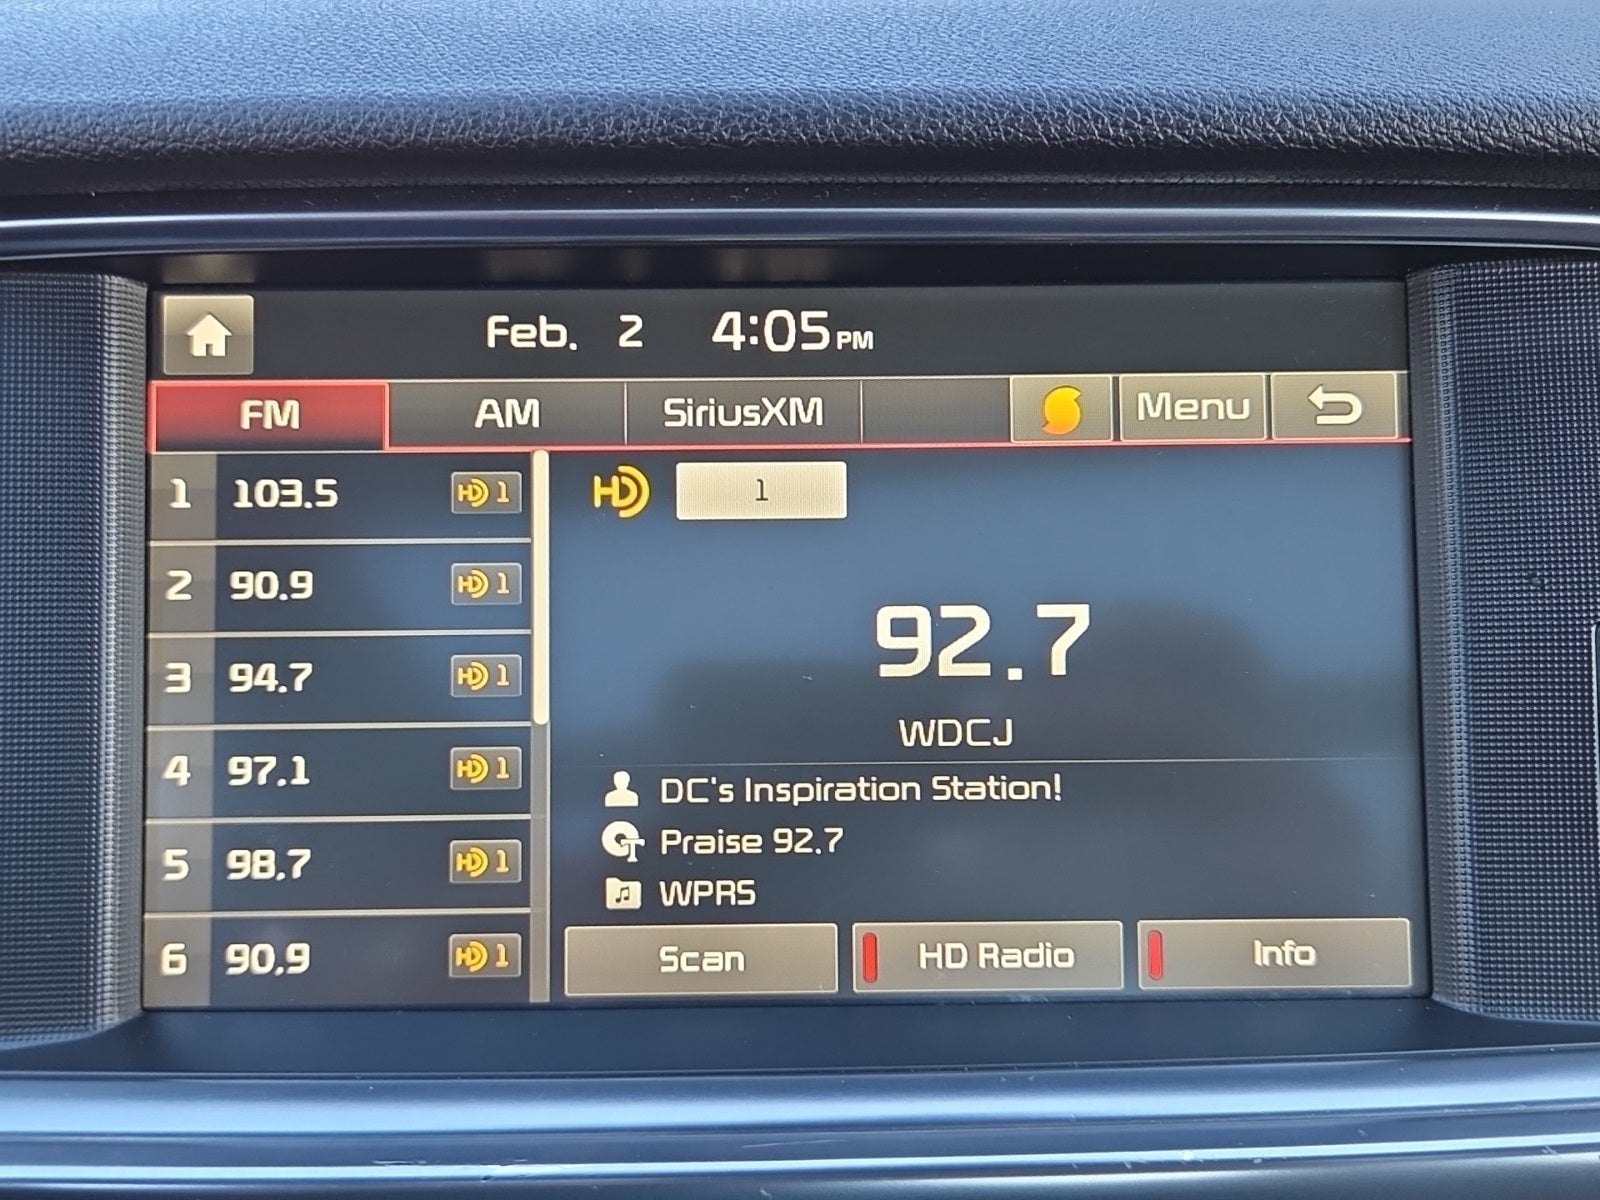 Feb. 2 4:05 PM
FM AM SiriusXM Menu
1 103.5 HD 1
2 90.9 HD 1
3 94.7 HD 1
4 97.1 HD 1
5 98.7 HD 1
6 90.9 HD 1
HD 1
92.7
WDCJ
DC's Inspiration Station!
Praise 92.7
WPRS
Scan HD Radio Info